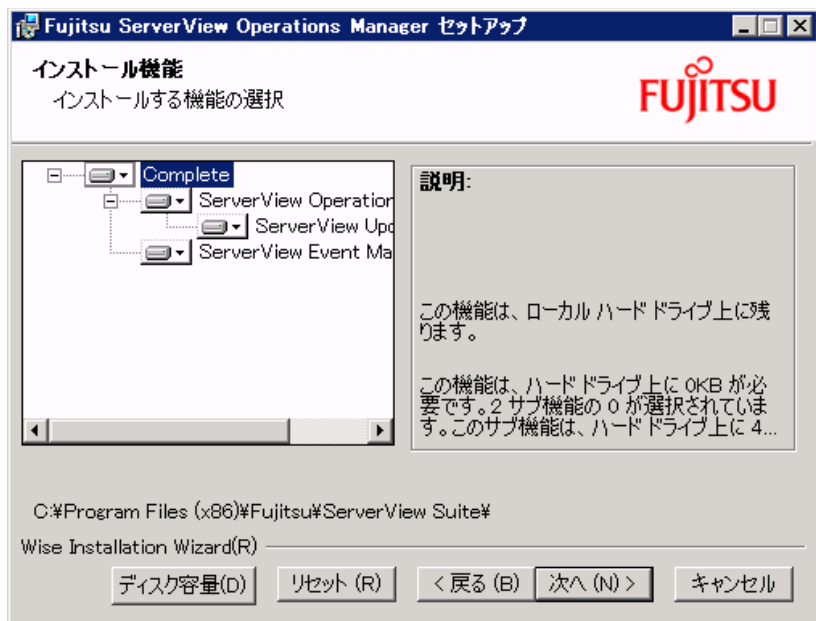 Fujitsu ServerView Operations Manager セットアップ
インストール機能
インストールする機能の選択
FUJITSU
Complete
ServerView Operation
ServerView Upd
ServerView Event Ma
説明:
この機能は、ローカル ハード ドライブ上に残
ります。
この機能は、ハード ドライブ上に 0KB が必
要です。2 サブ機能の 0 が選択されていま
す。このサブ機能は、ハード ドライブ上に 4...
C:¥Program Files (x86)¥Fujitsu¥ServerView Suite¥
Wise Installation Wizard(R)
ディスク容量(D) リセット (R) < 戻る (B) 次へ (N) > キャンセル